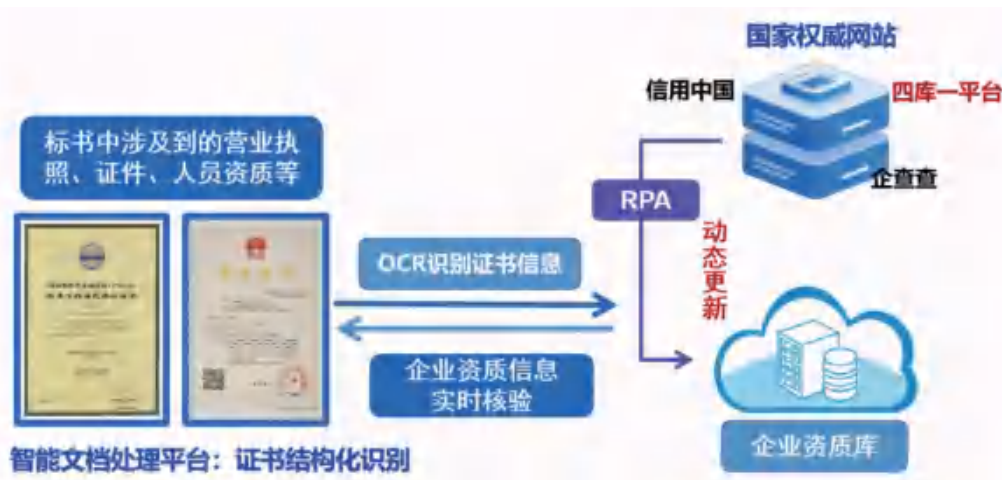 国家权威网站
信用中国
四库一平台
企查查
标书中涉及到的营业执
照、证件、人员资质等
RPA
动态更新
OCR识别证书信息
企业资质信息
实时核验
企业资质库
智能文档处理平台：证书结构化识别